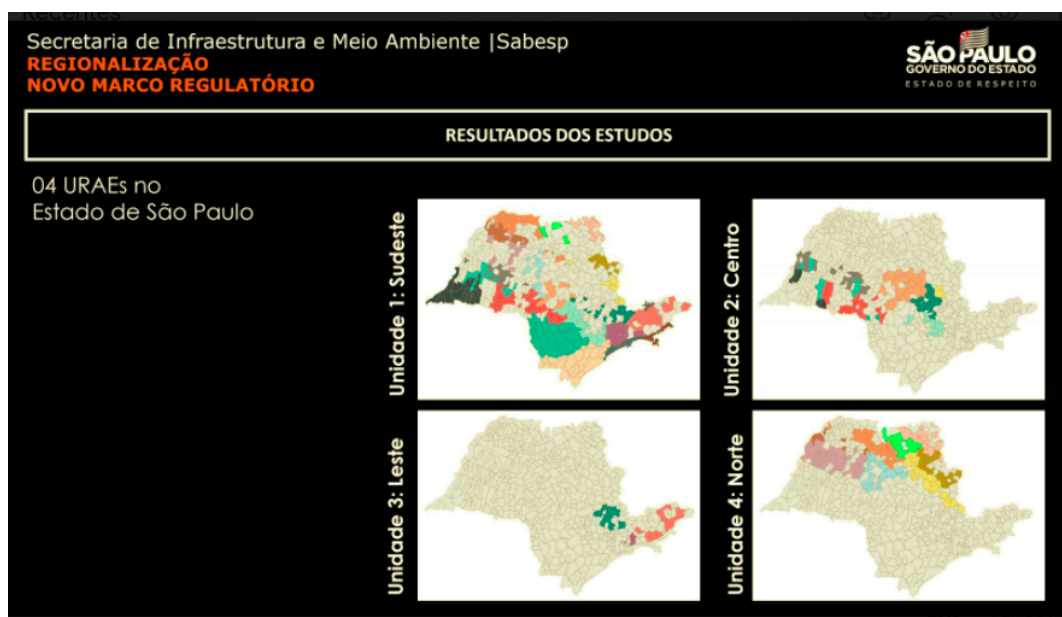 Recentes
Secretaria de Infraestrutura e Meio Ambiente |Sabesp
REGIONALIZAÇÃO
NOVO MARCO REGULATÓRIO
SÃO PAULO
GOVERNO DO ESTADO
ESTADO DE RESPEITO
RESULTADOS DOS ESTUDOS
04 URAEs no
Estado de São Paulo
Unidade 1: Sudeste
Unidade 2: Centro
Unidade 3: Leste
Unidade 4: Norte